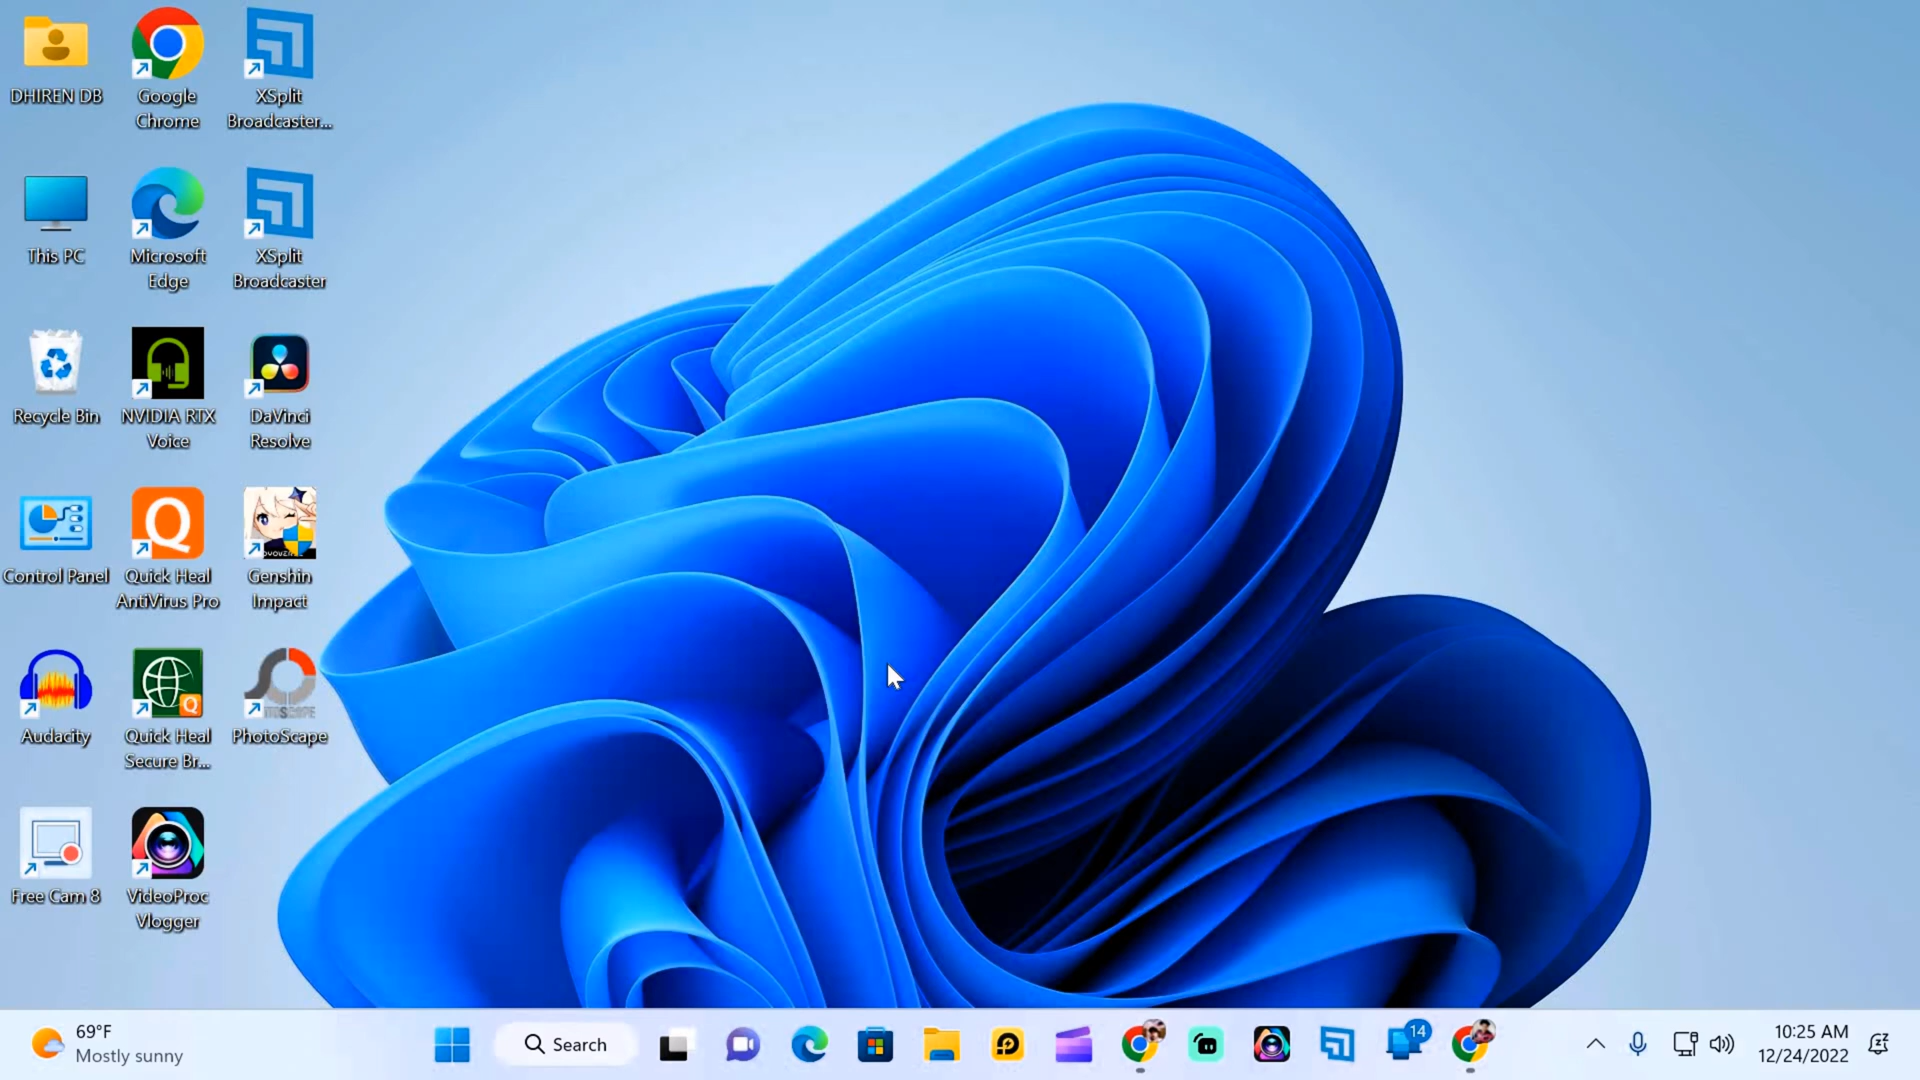 DHIREN DB
Google
Chrome
XSplit
Broadcaster...
This PC
Microsoft
Edge
XSplit
Broadcaster
Recycle Bin
NVIDIA RTX
Voice
DaVinci
Resolve
Control Panel
Quick Heal
AntiVirus Pro
Genshin
Impact
Audacity
Quick Heal
Secure Br...
PhotoScape
Free Cam 8
VideoProc
Vlogger
69°F
Mostly sunny
Search
14
10:25 AM
12/24/2022